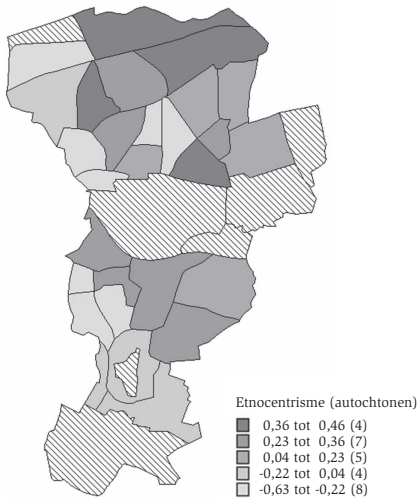 Etnocentrisme (autochtonen)
0,36 tot 0,46 (4)
0,23 tot 0,36 (7)
0,04 tot 0,23 (5)
-0,22 tot 0,04 (4)
-0,63 tot -0,22 (8)